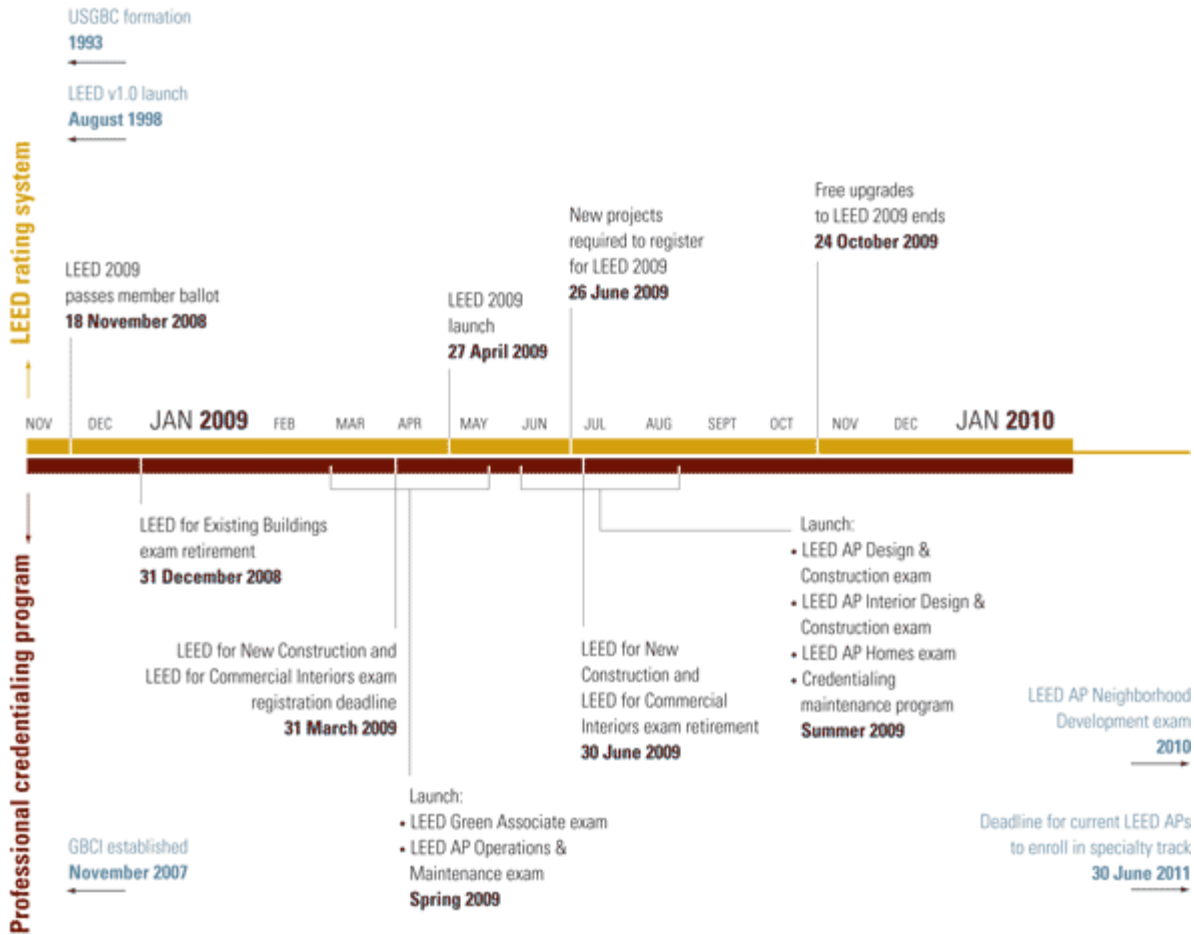 USGBC formation
1993
LEED v1.0 launch
August 1998
LEED rating system
LEED 2009
passes member ballot
18 November 2008
LEED 2009
launch
27 April 2009
New projects
required to register
for LEED 2009
26 June 2009
Free upgrades
to LEED 2009 ends
24 October 2009
NOV DEC JAN 2009 FEB MAR APR MAY JUN JUL AUG SEPT OCT NOV DEC JAN 2010
Professional credentialing program
LEED for Existing Buildings
exam retirement
31 December 2008
LEED for New Construction and
LEED for Commercial Interiors exam
registration deadline
31 March 2009
Launch:
• LEED Green Associate exam
• LEED AP Operations &
Maintenance exam
Spring 2009
LEED for New
Construction and
LEED for Commercial
Interiors exam retirement
30 June 2009
Launch:
• LEED AP Design &
Construction exam
• LEED AP Interior Design &
Construction exam
• LEED AP Homes exam
• Credentialing
maintenance program
Summer 2009
LEED AP Neighborhood
Development exam
2010
GBCI established
November 2007
Deadline for current LEED APs
to enroll in specialty track
30 June 2011